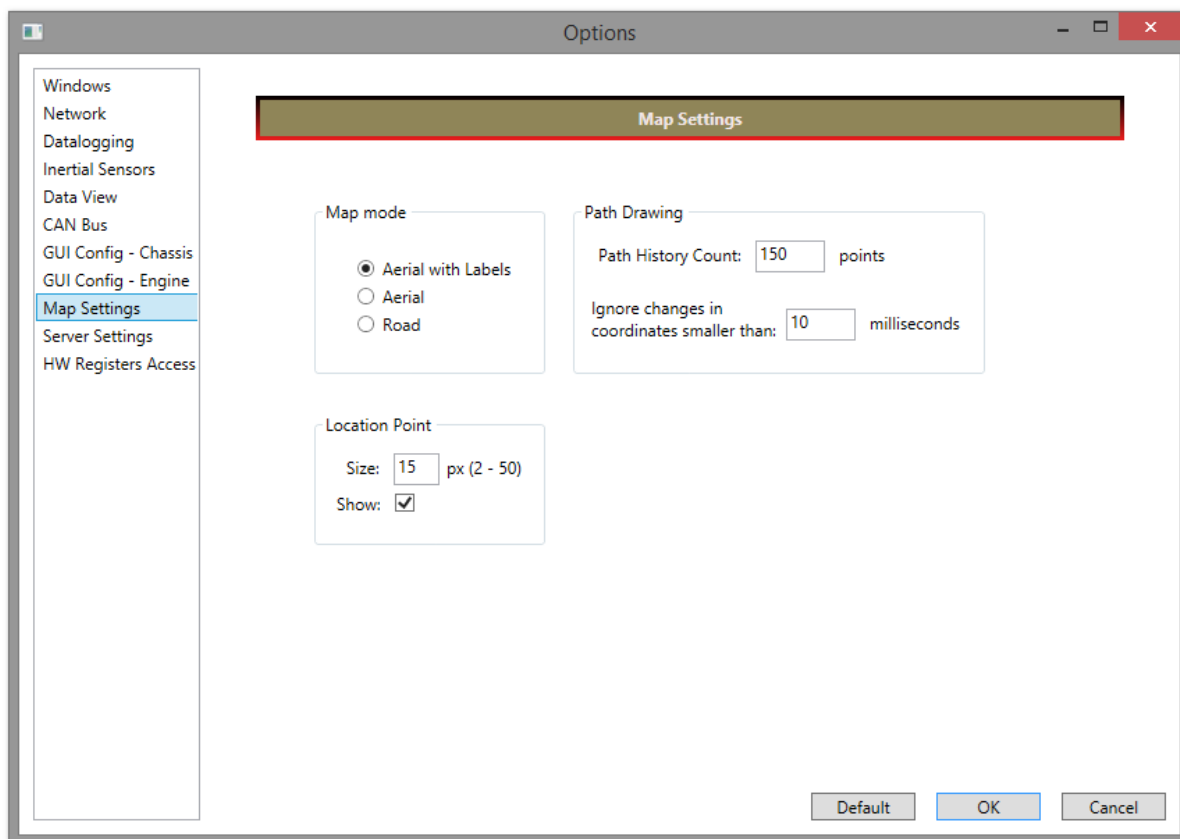 Options
Windows
Network
Datalogging
Inertial Sensors
Data View
CAN Bus
GUI Config - Chassis
GUI Config - Engine
Map Settings
Server Settings
HW Registers Access
Map Settings
Map mode
Aerial with Labels
Aerial
Road
Path Drawing
Path History Count: 150 points
Ignore changes in
coordinates smaller than: 10 milliseconds
Location Point
Size: 15 px (2 - 50)
Show:
Default OK Cancel